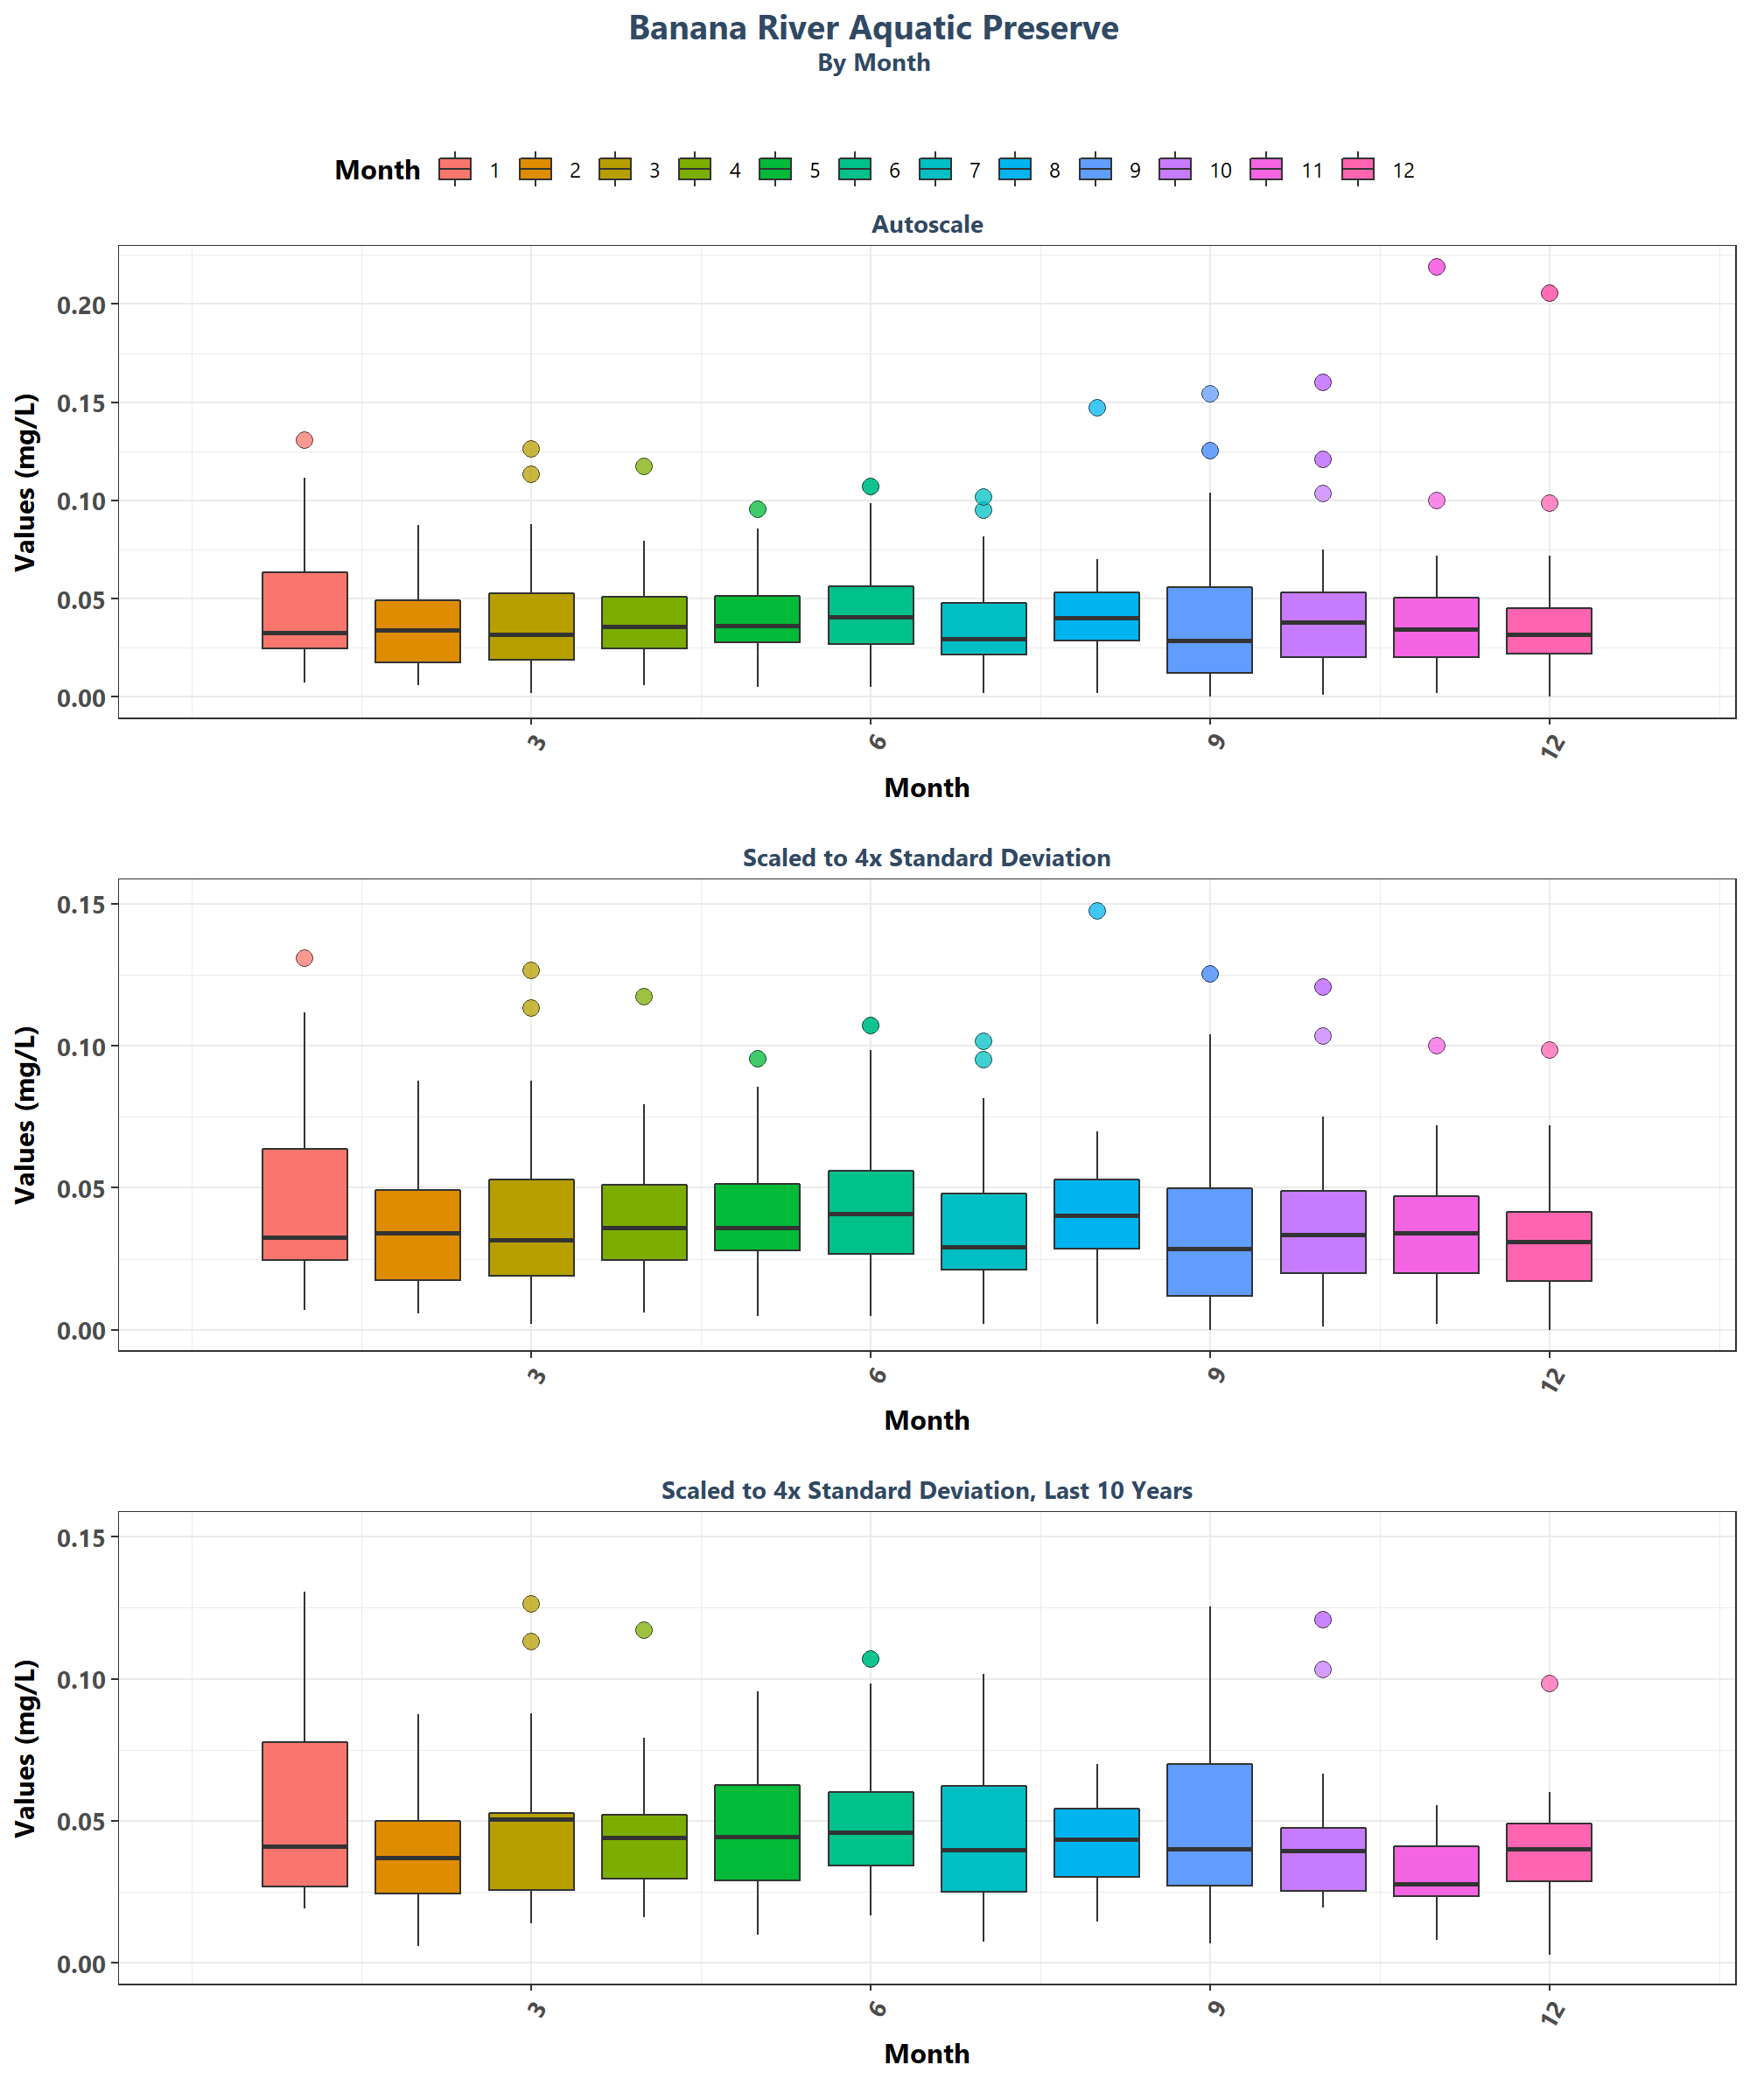 Banana River Aquatic Preserve
By Month
Month 1 2 3 4 5 6 7 8 9 10 11 12
Autoscale
Values (mg/L)
0.20
0.15
0.10
0.05
0.00
3 6 9 12
Month
Scaled to 4x Standard Deviation
Values (mg/L)
0.15
0.10
0.05
0.00
3 6 9 12
Month
Scaled to 4x Standard Deviation, Last 10 Years
Values (mg/L)
0.15
0.10
0.05
0.00
3 6 9 12
Month